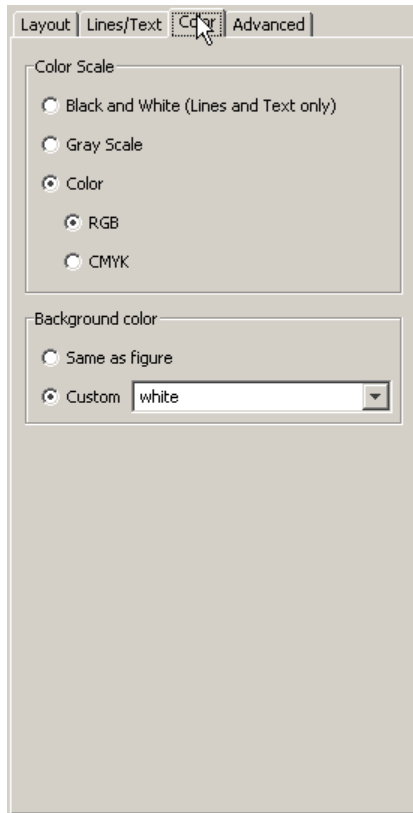 Layout Lines/Text Color Advanced
Color Scale
Black and White (Lines and Text only)
Gray Scale
Color
RGB
CMYK
Background color
Same as figure
Custom white